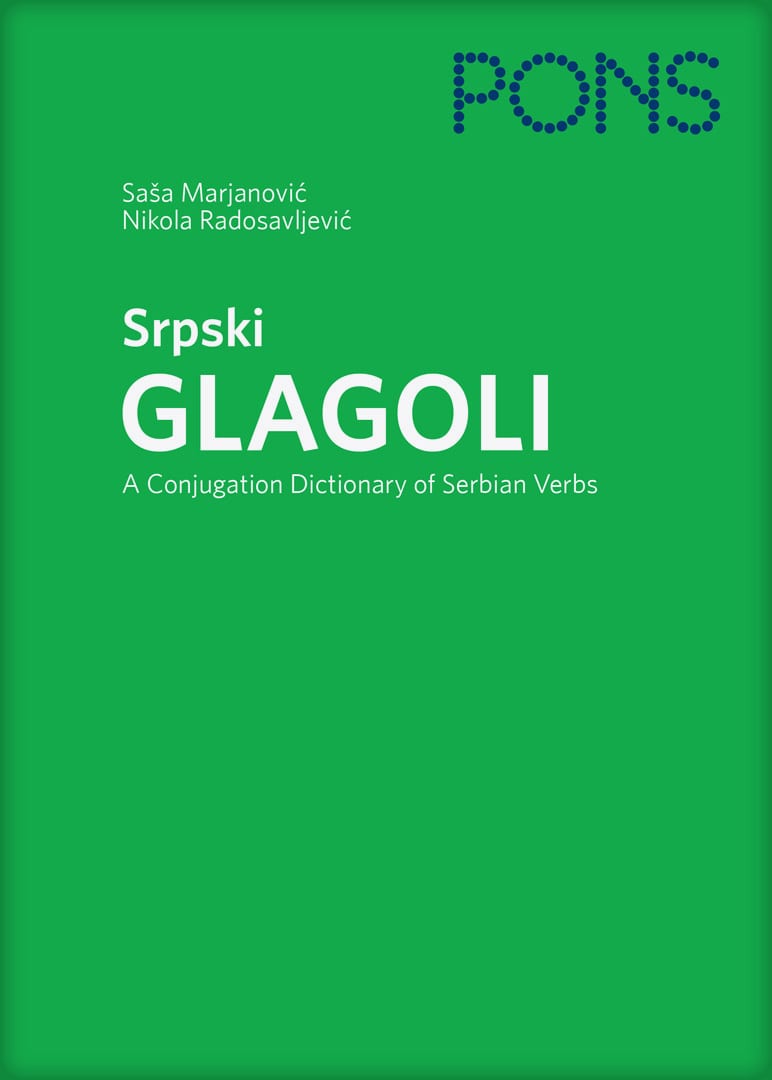 PONS
Saša Marjanović
Nikola Radosavljević
Srpski
GLAGOLI
A Conjugation Dictionary of Serbian Verbs